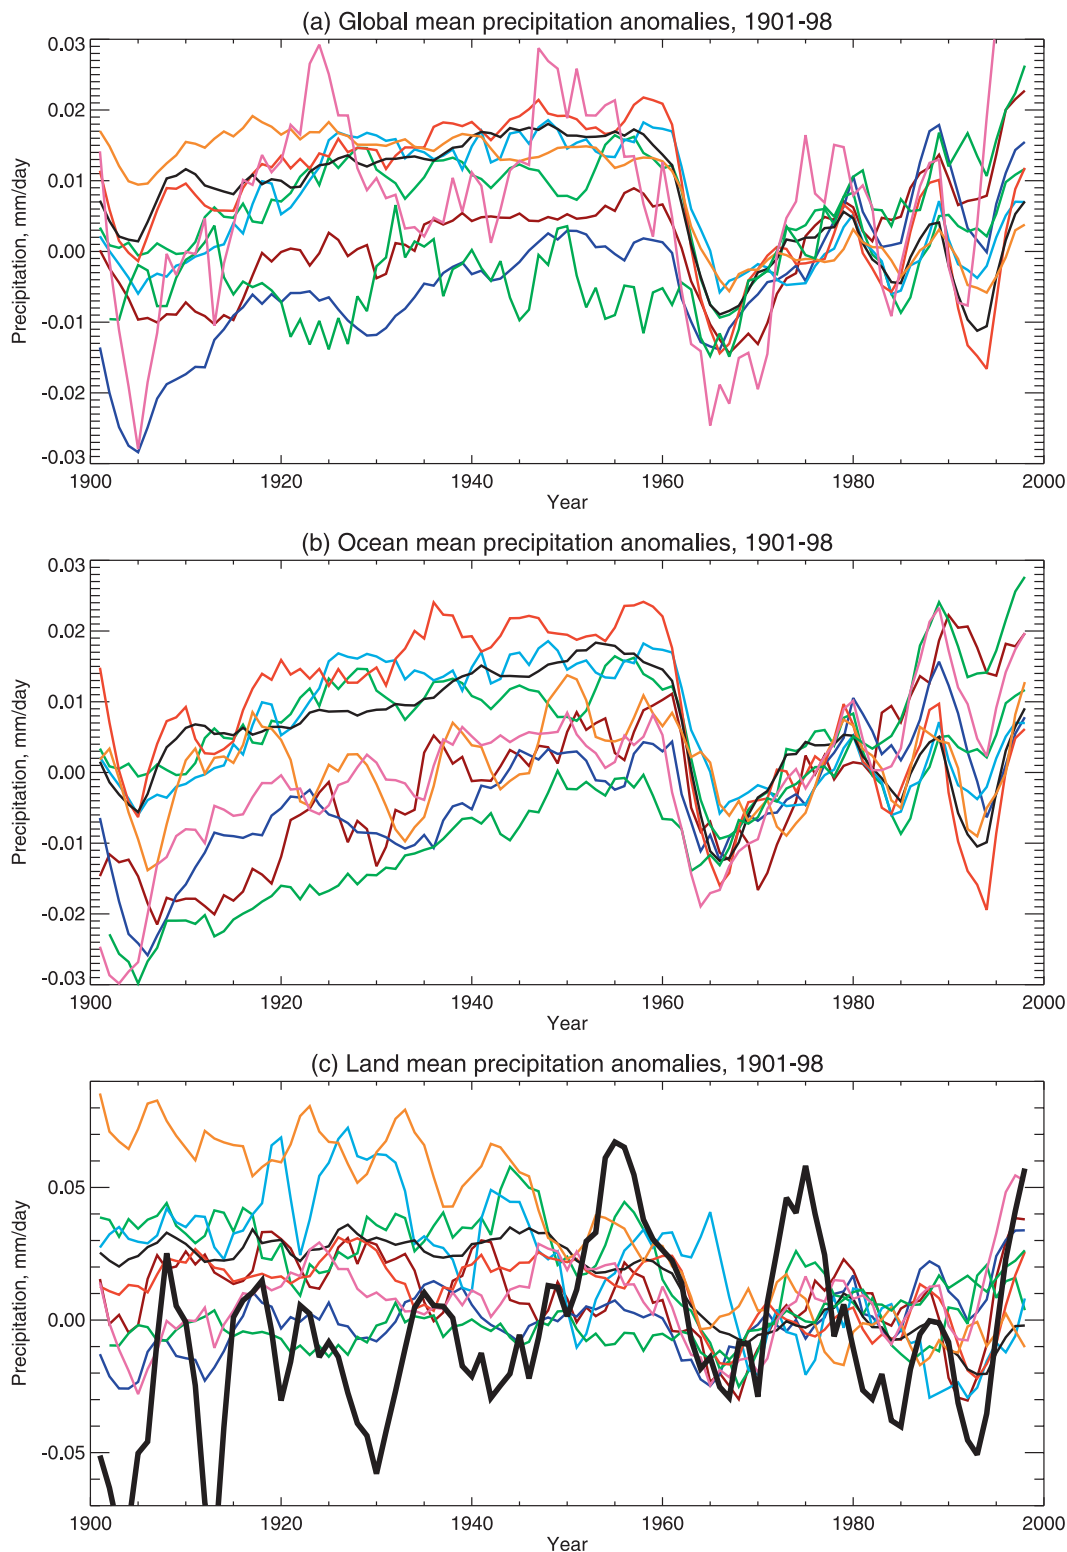 (a) Global mean precipitation anomalies, 1901-98
0.03
0.02
0.01
0.00
-0.01
-0.02
-0.03
Precipitation, mm/day
1900 1920 1940 1960 1980 2000
Year
(b) Ocean mean precipitation anomalies, 1901-98
0.03
0.02
0.01
0.00
-0.01
-0.02
-0.03
Precipitation, mm/day
1900 1920 1940 1960 1980 2000
Year
(c) Land mean precipitation anomalies, 1901-98
0.05
0.00
-0.05
Precipitation, mm/day
1900 1920 1940 1960 1980 2000
Year